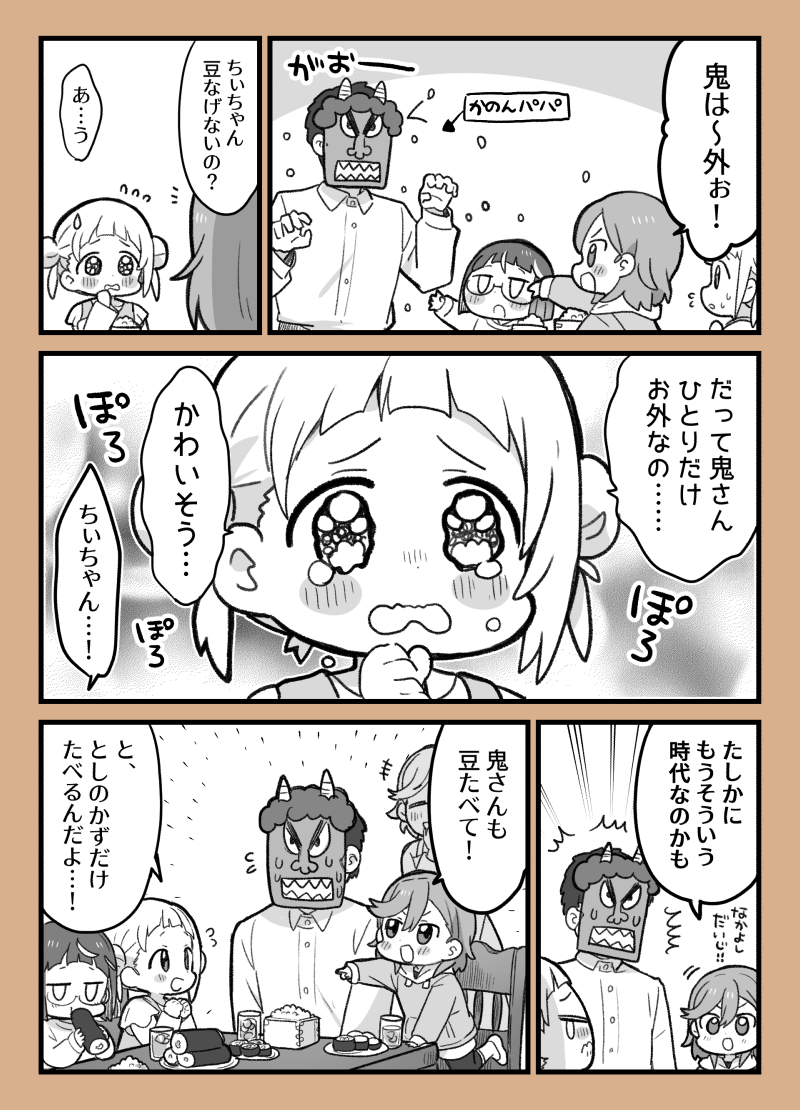 鬼は〜外ぉ！
かのんパパ
がおー
ちぃちゃん
豆なげないの？
あ…う
だって鬼さん
ひとりだけ
お外なの……
ぽろ
かわいそう…
ぽろ
ぽろ
ちぃちゃん…！
たしかに
もうそういう
時代なのかも
なかよし
だいじ!!
鬼さんも
豆たべて！
と、
としのかずだけ
たべるんだよ…！